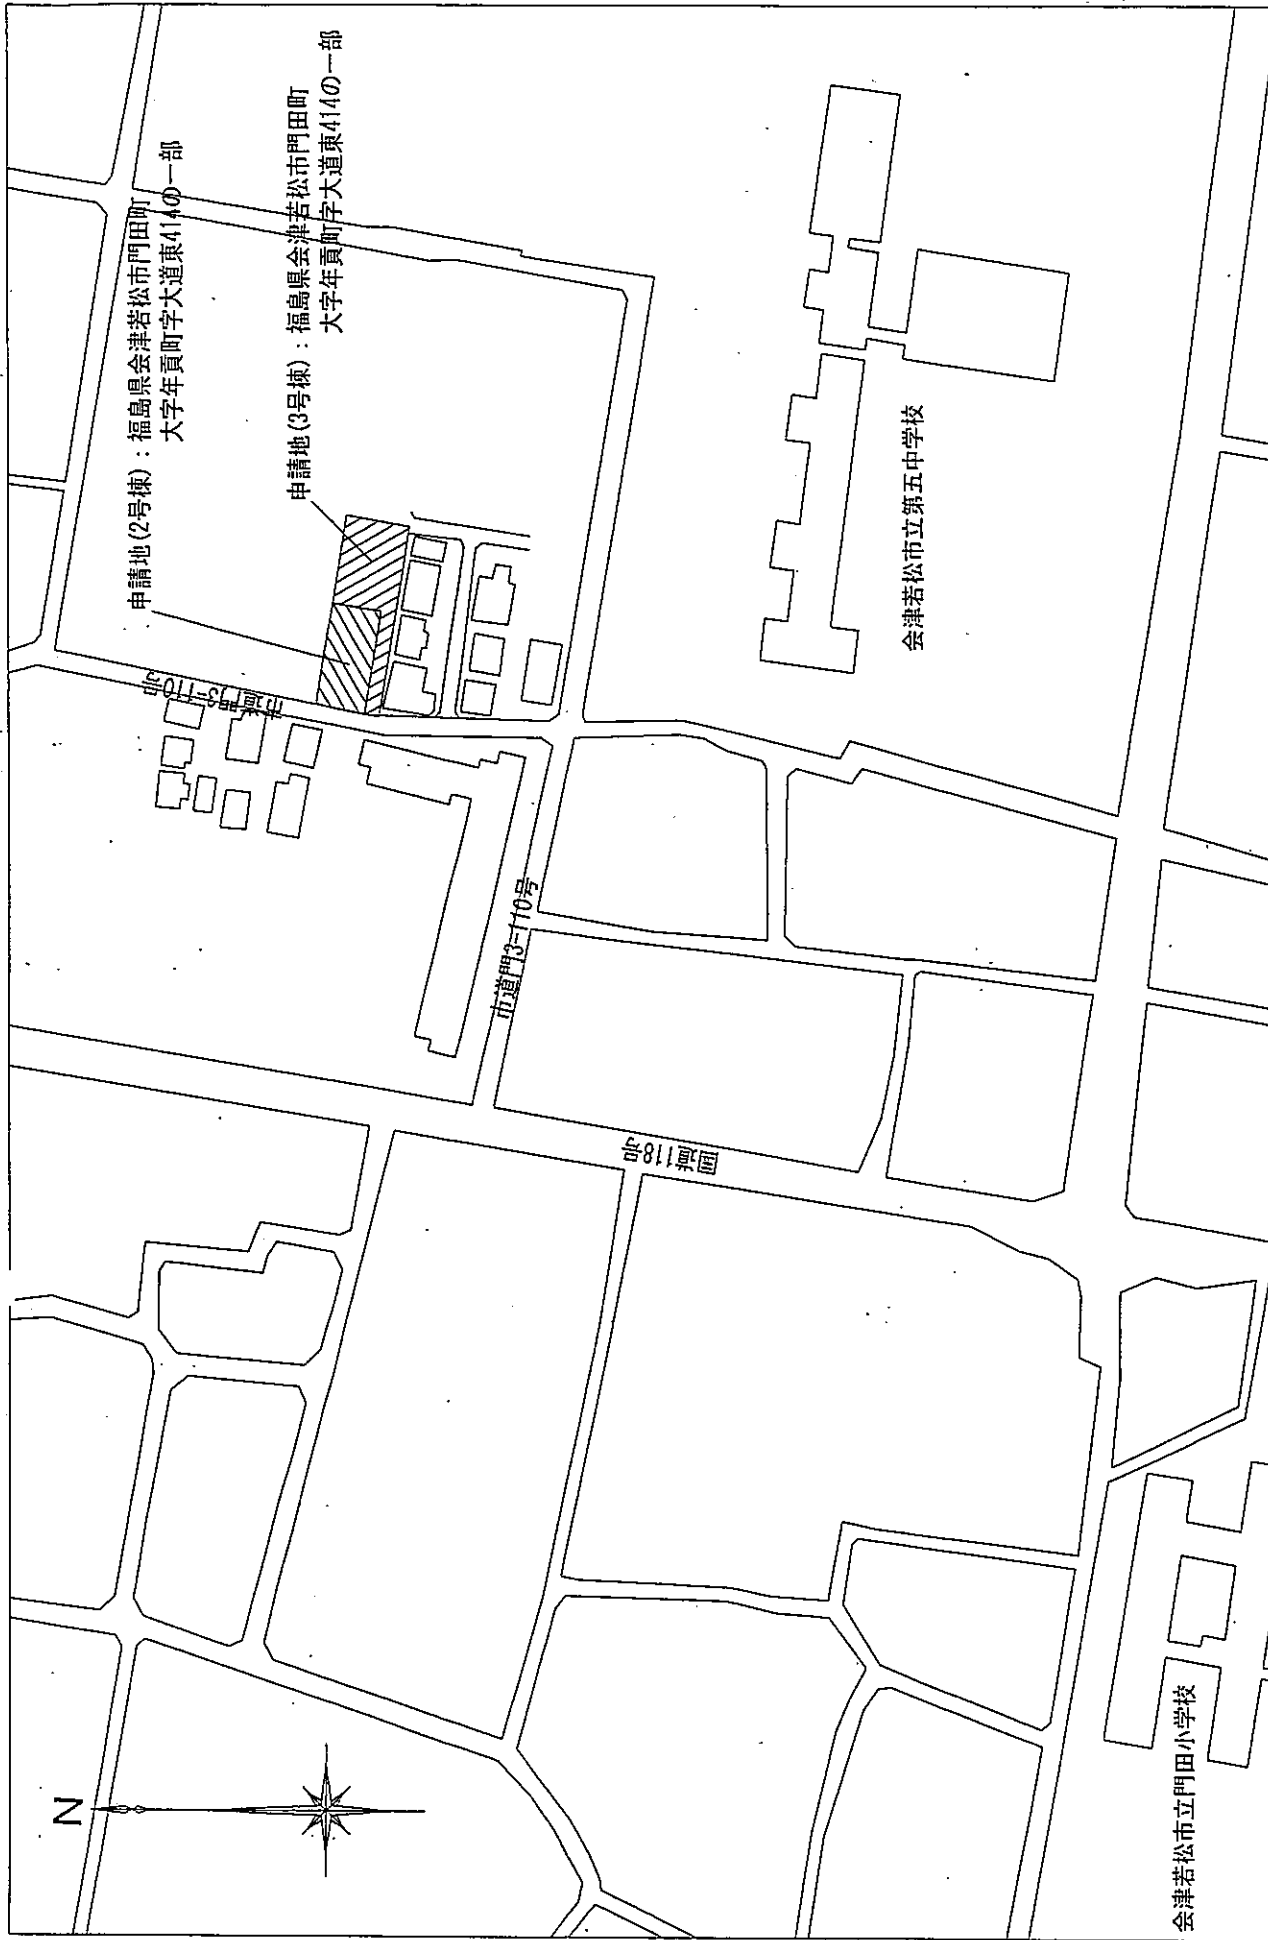 申請地(2号棟)：福島県会津若松市門田町
大字年貢町字大道東414の一部
申請地(3号棟)：福島県会津若松市門田町
大字年貢町字大道東414の一部
市道門3-110号
市道門3-110号
国道118号
会津若松市立第五中学校
会津若松市立門田小学校
N